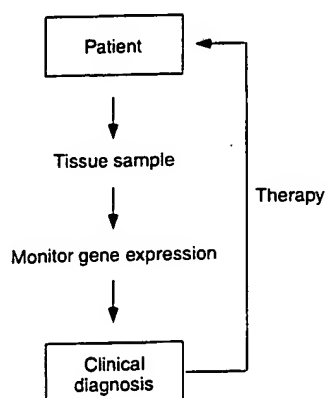 Patient
Tissue sample
Therapy
Monitor gene expression
Clinical
diagnosis